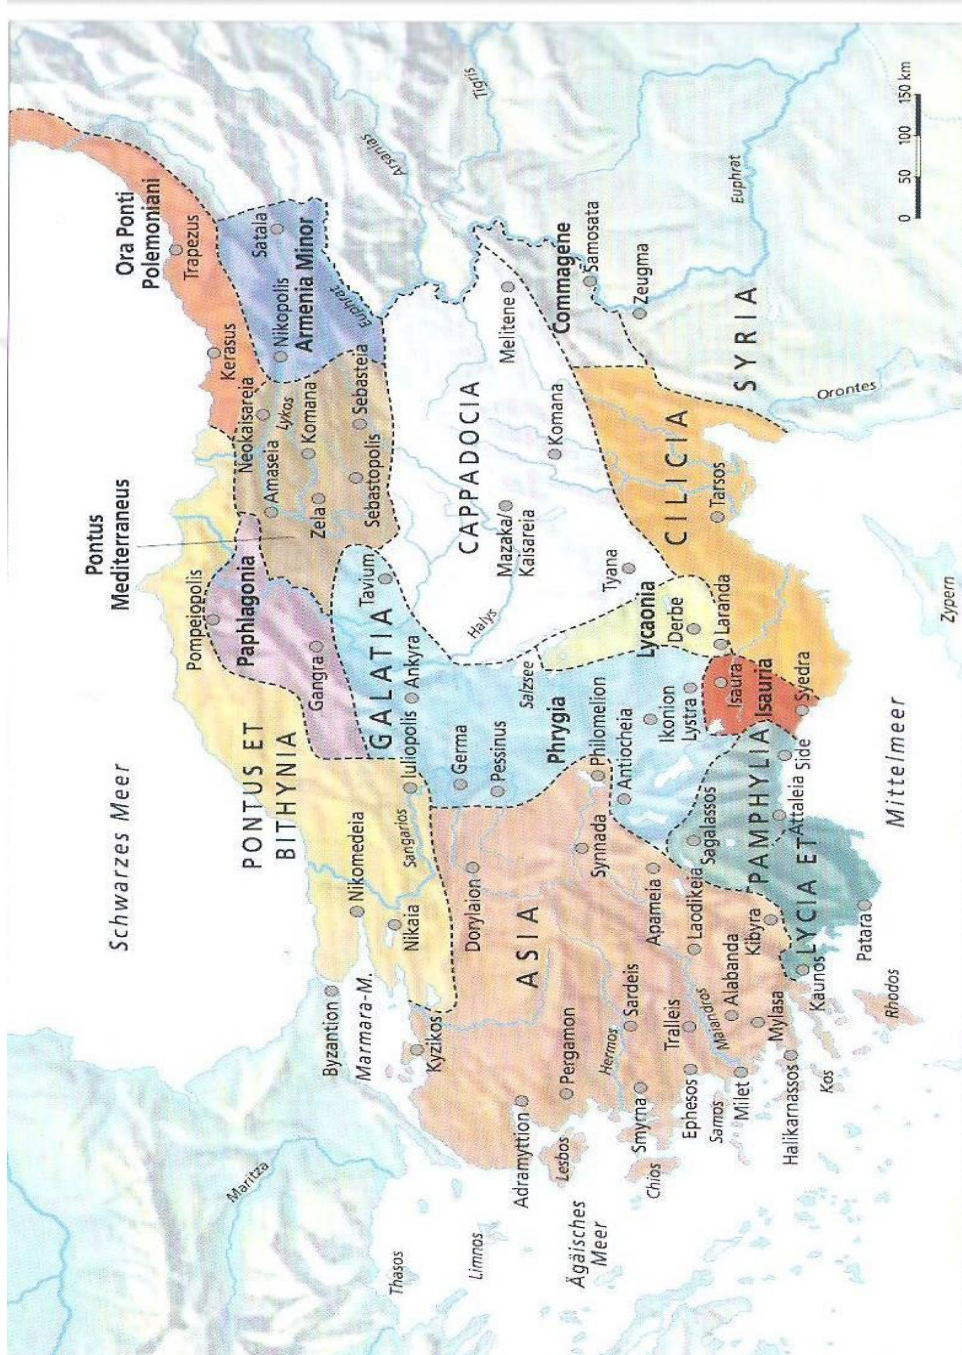 Schwarzes Meer
PONTUS ET
BITHYNIA
Pontus
Mediterraneus
Ora Ponti
Polemoniani
Trapezus
Kerasus
Pompeiopolis
Paphlagonia
Gangra
Neokaisareia
Amaseia
Lykos
Komana
Zela
Sebastopolis
Sebasteia
Nikopolis
Satala
Armenia Minor
Euphrat
Arsanias
Tigris
Maritza
Byzantion
Marmara-M.
Nikomedeia
Nikaia
Kyzikos
Sangarios
Iuliopolis
GALATIA
Ankyra
Tavium
Halys
Germa
Pessinus
Dorylaion
Thasos
Limnos
Adramyttion
Lesbos
Pergamon
ASIA
Phrygia
Salzsee
CAPPADOCIA
Mazaka/
Kaisareia
Komana
Melitene
Commagene
Samosata
Zeugma
Euphrat
Ägäisches
Meer
Chios
Smyrna
Hermos
Sardeis
Synnada
Philomelion
Antiocheia
Apameia
Ikonion
Lystra
Lycaonia
Derbe
Laranda
Tyana
CILICIA
Tarsos
SYRIA
Orontes
Ephesos
Samos
Tralleis
Maiandros
Milet
Alabanda
Mylasa
Laodikeia
Kibyra
Sagalassos
PAMPHYLIA
LYCIA ET
Attaleia
Side
Isaura
Isauria
Syedra
Halikarnassos
Kos
Kaunos
Patara
Rhodos
Mittelmeer
Zypern
0 50 100 150 km